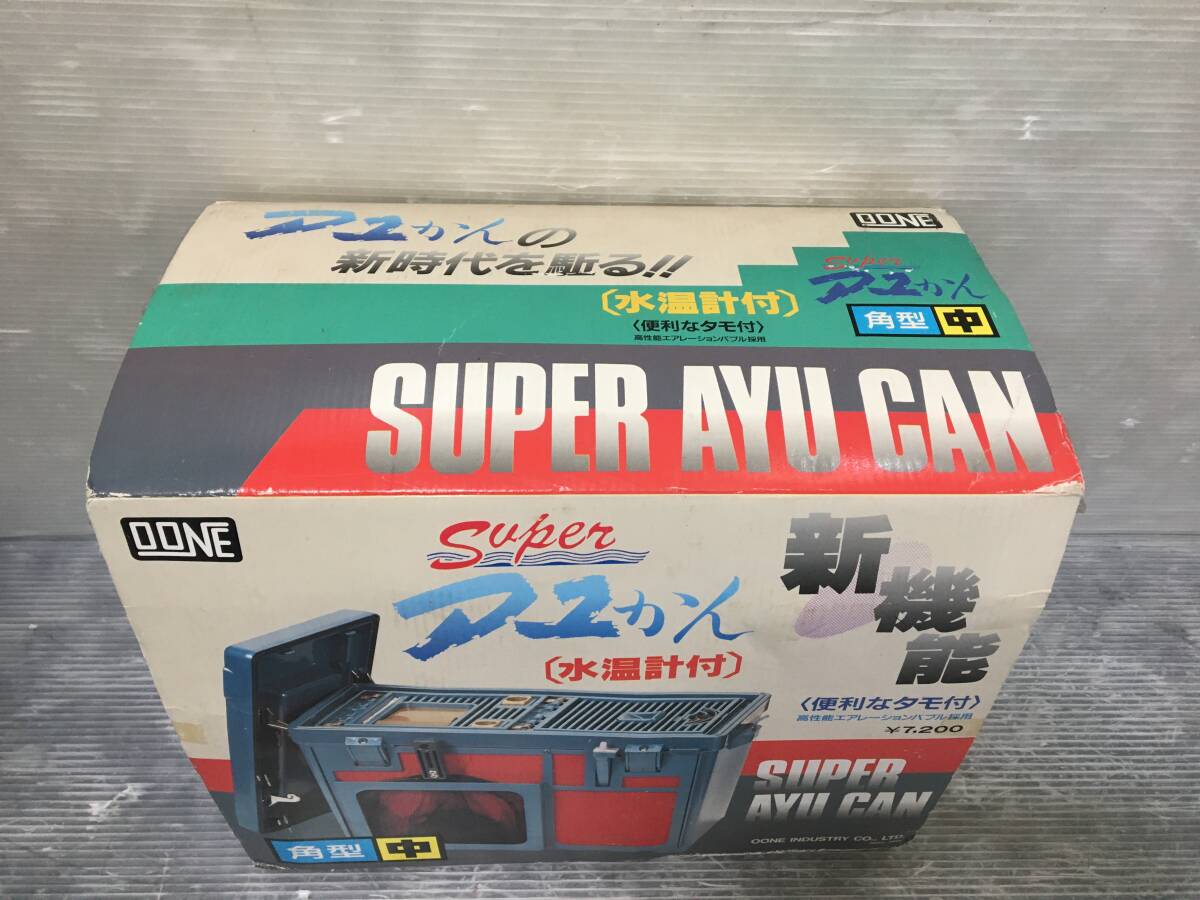 アユかんの
新時代を駈る!!
OONE
Super
アユかん
〔水温計付〕
〈便利なタモ付〉
高性能エアレーションバブル採用
角型 中
SUPER AYU CAN
OONE
Super
アユかん
〔水温計付〕
新機能
〈便利なタモ付〉
高性能エアレーションバブル採用
¥7,200
SUPER
AYU CAN
OONE INDUSTRY CO., LTD.
角型 中